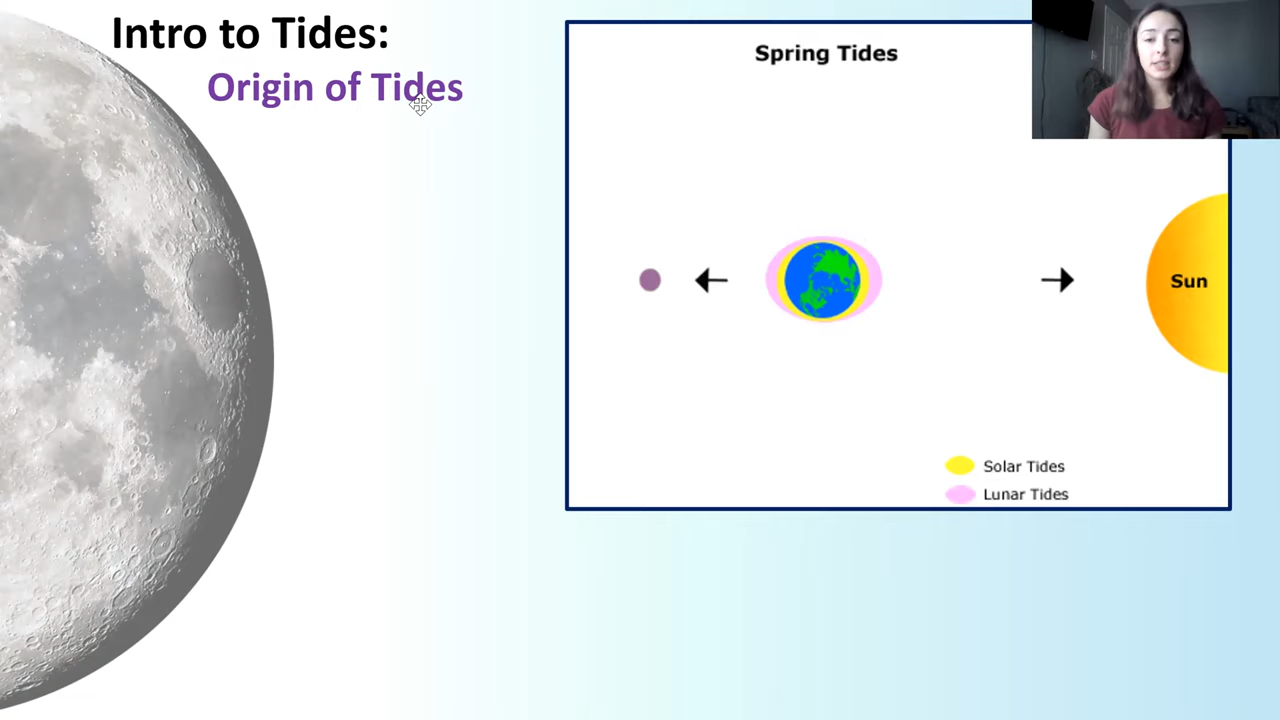 Intro to Tides:
Origin of Tides
Spring Tides
Sun
Solar Tides
Lunar Tides